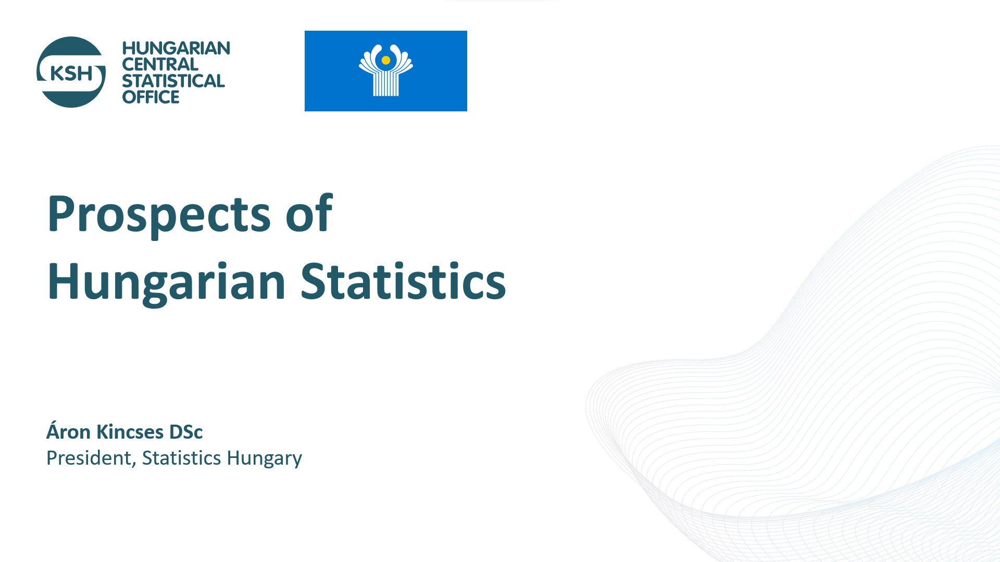 KSH
HUNGARIAN
CENTRAL
STATISTICAL
OFFICE
Prospects of
Hungarian Statistics
Áron Kincses DSc
President, Statistics Hungary